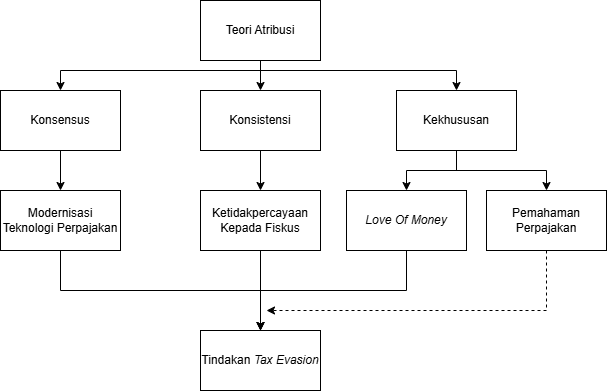 Teori Atribusi
Konsensus
Konsistensi
Kekhususan
Modernisasi
Teknologi Perpajakan
Ketidakpercayaan
Kepada Fiskus
Love Of Money
Pemahaman
Perpajakan
Tindakan Tax Evasion